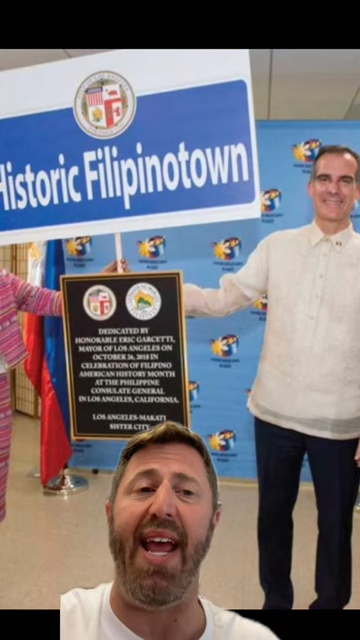 Historic Filipinotown
DEDICATED BY
HONORABLE ERIC GARCETTI,
MAYOR OF LOS ANGELES ON
OCTOBER 26, 2018 IN
CELEBRATION OF FILIPINO
AMERICAN HISTORY MONTH
AT THE PHILIPPINE
CONSULATE GENERAL
IN LOS ANGELES, CALIFORNIA.
LOS ANGELES-MAKATI
SISTER CITY